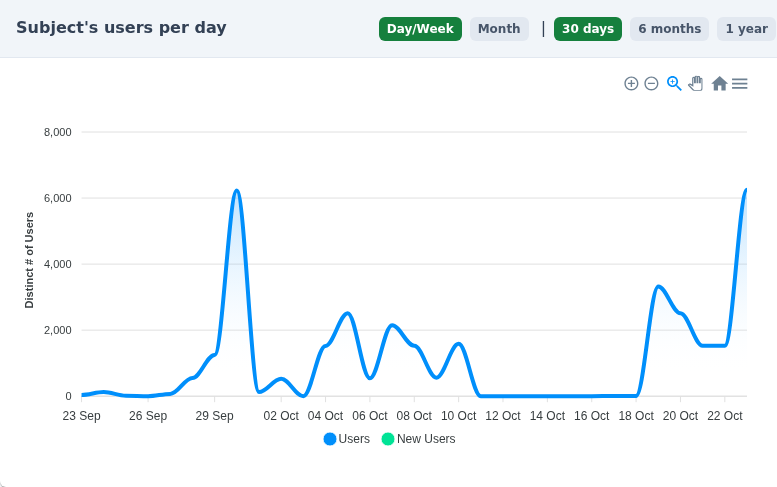 Subject's users per day
Day/Week Month | 30 days 6 months 1 year
8,000
6,000
4,000
2,000
0
Distinct # of Users
23 Sep 26 Sep 29 Sep 02 Oct 04 Oct 06 Oct 08 Oct 10 Oct 12 Oct 14 Oct 16 Oct 18 Oct 20 Oct 22 Oct
Users New Users